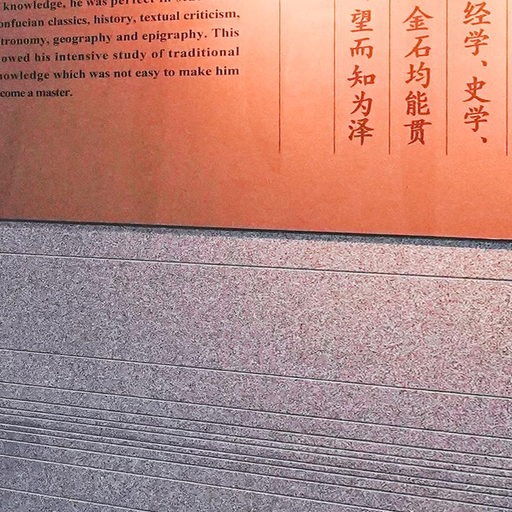 knowledge, he was perfect in
onfucian classics, history, textual criticism,
tronomy, geography and epigraphy. This
owed his intensive study of traditional
nowledge which was not easy to make him
come a master.
经学、史学、
金石均能贯
望而知为泽